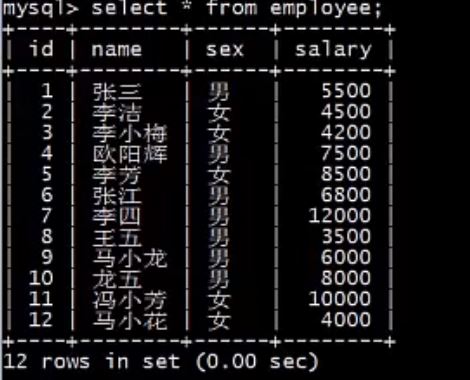 mysql> select * from employee;
+----+--------+-----+--------+
| id | name | sex | salary |
+----+--------+-----+--------+
| 1 | 张三 | 男 | 5500 |
| 2 | 李洁 | 女 | 4500 |
| 3 | 李小梅 | 女 | 4200 |
| 4 | 欧阳辉 | 男 | 7500 |
| 5 | 李芳 | 女 | 8500 |
| 6 | 张江 | 男 | 6800 |
| 7 | 李四 | 男 | 12000 |
| 8 | 王五 | 男 | 3500 |
| 9 | 马小龙 | 男 | 6000 |
| 10 | 龙五 | 男 | 8000 |
| 11 | 冯小芳 | 女 | 10000 |
| 12 | 马小花 | 女 | 4000 |
+----+--------+-----+--------+
12 rows in set (0.00 sec)